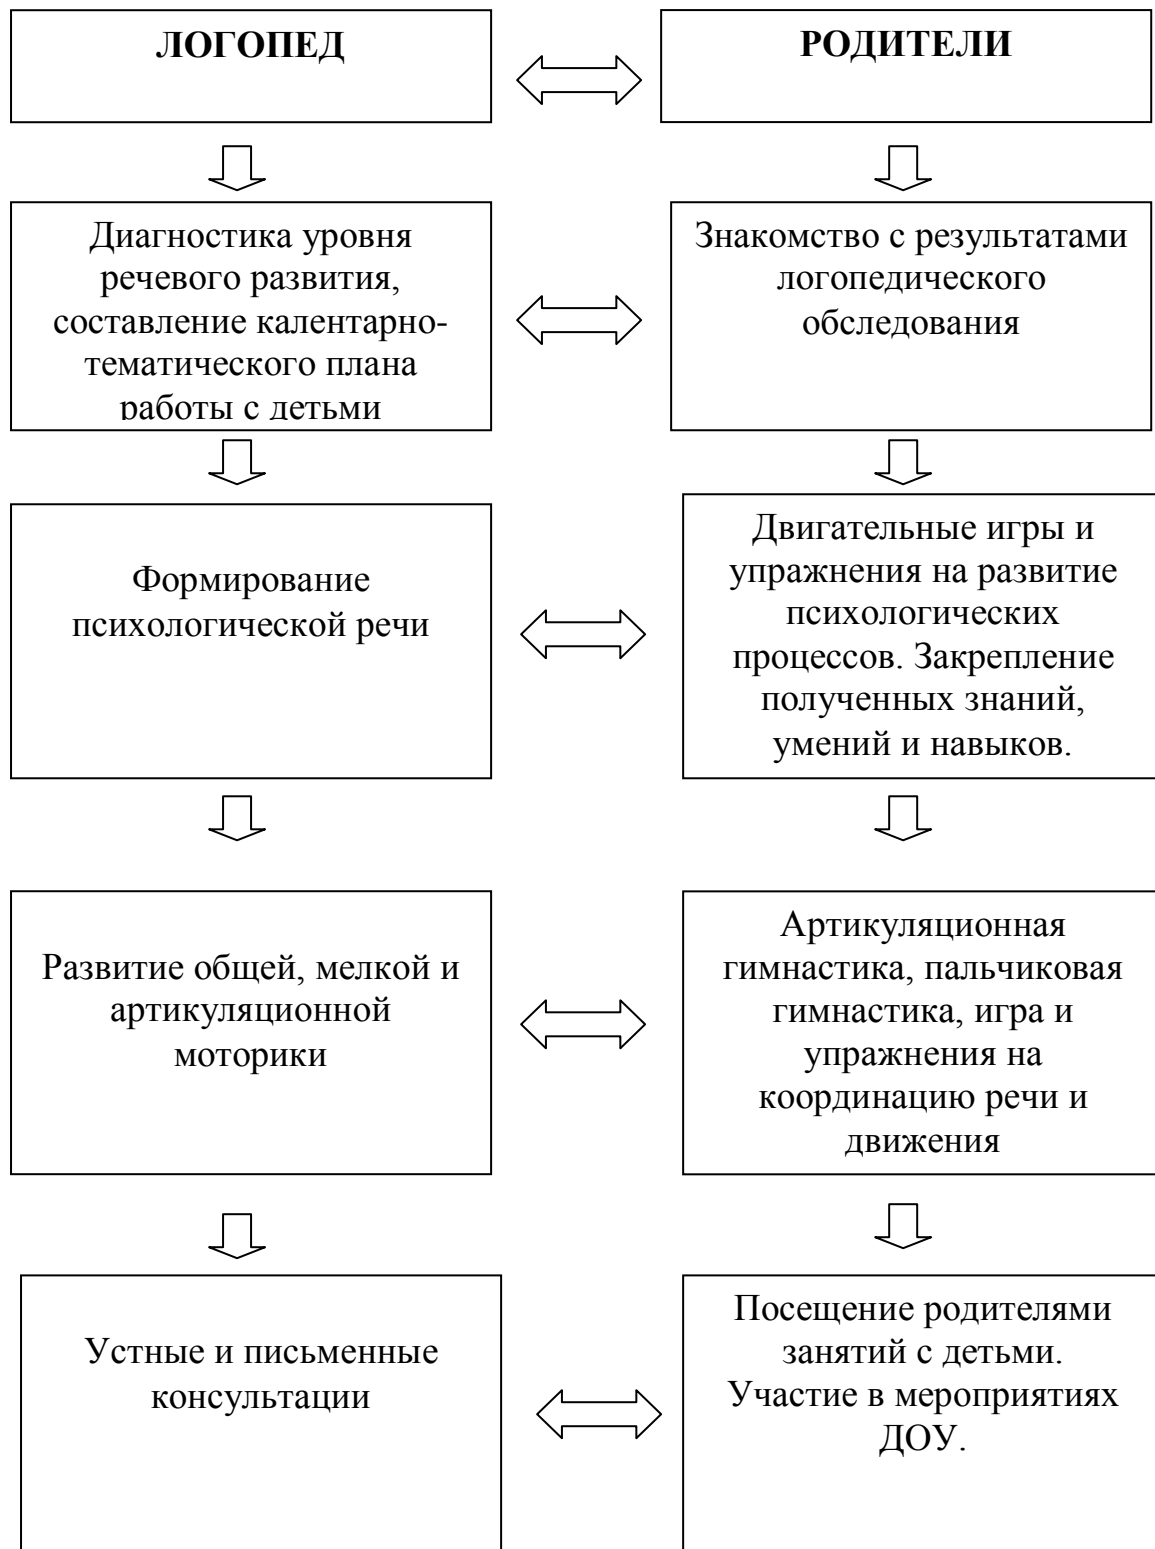 ЛОГОПЕД
РОДИТЕЛИ
Диагностика уровня
речевого развития,
составление калентарно-
тематического плана
работы с детьми
Знакомство с результатами
логопедического
обследования
Формирование
психологической речи
Двигательные игры и
упражнения на развитие
психологических
процессов. Закрепление
полученных знаний,
умений и навыков.
Развитие общей, мелкой и
артикуляционной
моторики
Артикуляционная
гимнастика, пальчиковая
гимнастика, игра и
упражнения на
координацию речи и
движения
Устные и письменные
консультации
Посещение родителями
занятий с детьми.
Участие в мероприятиях
ДОУ.